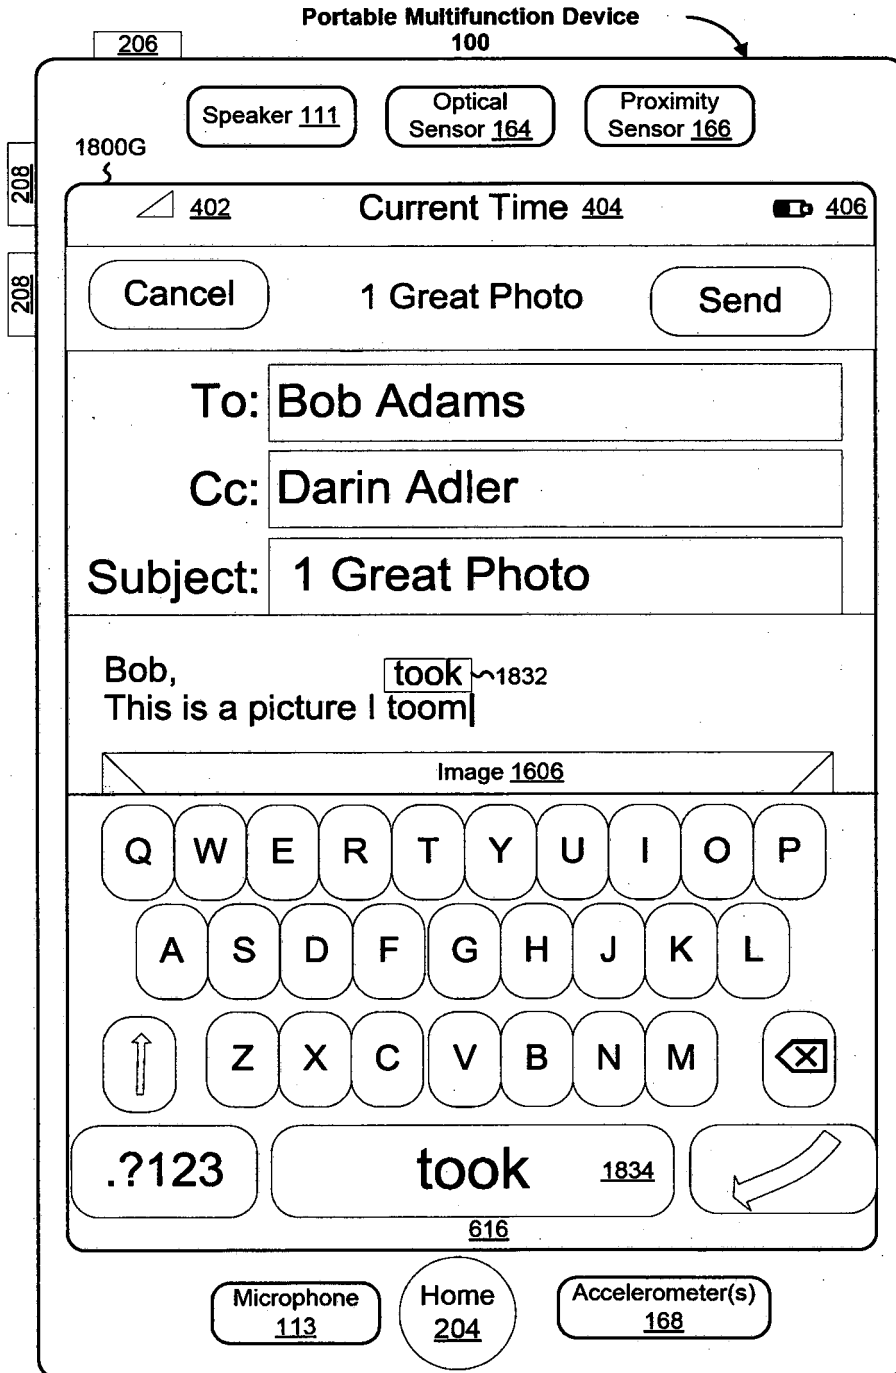 Portable Multifunction Device
100
206
Speaker 111
Optical
Sensor 164
Proximity
Sensor 166
1800G
208
208
402
Current Time 404
406
Cancel
1 Great Photo
Send
To: Bob Adams
Cc: Darin Adler
Subject: 1 Great Photo
Bob,
took 1832
This is a picture I toom
Image 1606
Q W E R T Y U I O P
A S D F G H J K L
Z X C V B N M
.?123
took 1834
616
Microphone
113
Home
204
Accelerometer(s)
168